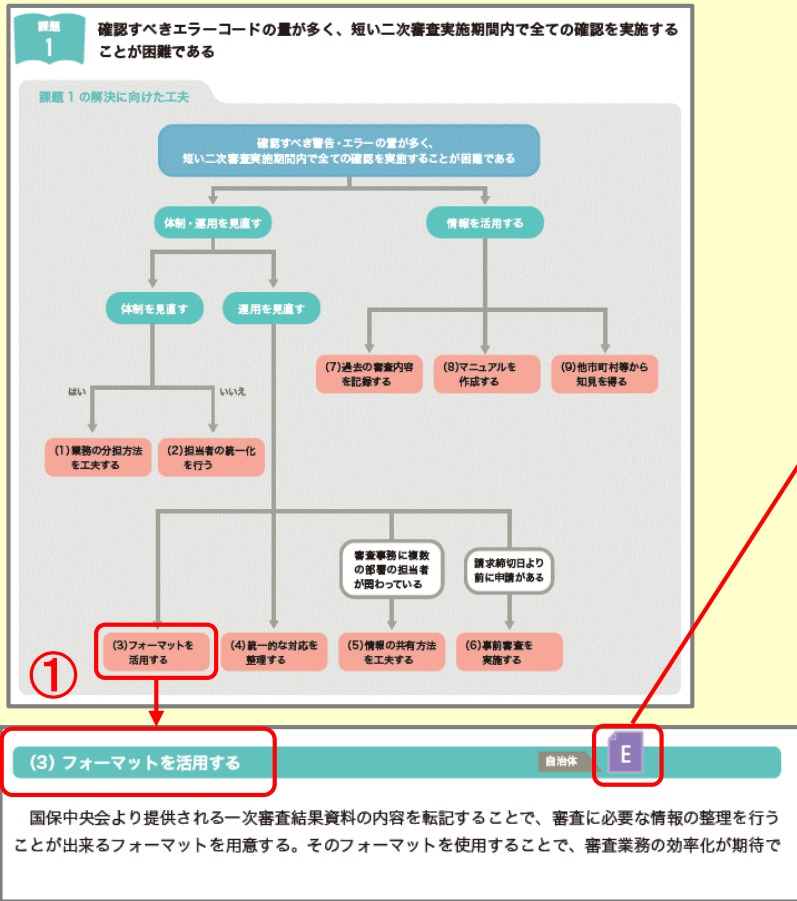 課題
1
確認すべきエラーコードの量が多く、短い二次審査実施期間内で全ての確認を実施する
ことが困難である
課題 1 の解決に向けた工夫
確認すべき警告・エラーの量が多く、
短い二次審査実施期間内で全ての確認を実施することが困難である
体制・運用を見直す
情報を活用する
体制を見直す
運用を見直す
(7)過去の審査内容
を記録する
(8)マニュアルを
作成する
(9)他市町村等から
知見を得る
はい
いいえ
(1)業務の分担方法
を工夫する
(2)担当者の統一化
を行う
審査事務に複数
の部署の担当者
が関わっている
請求締切日より
前に申請がある
(3)フォーマットを
活用する
(4)統一的な対応を
整理する
(5)情報の共有方法
を工夫する
(6)事前審査を
実施する
①
(3) フォーマットを活用する
自治体
E
国保中央会より提供される一次審査結果資料の内容を転記することで、審査に必要な情報の整理を行う
ことが出来るフォーマットを用意する。そのフォーマットを使用することで、審査業務の効率化が期待で